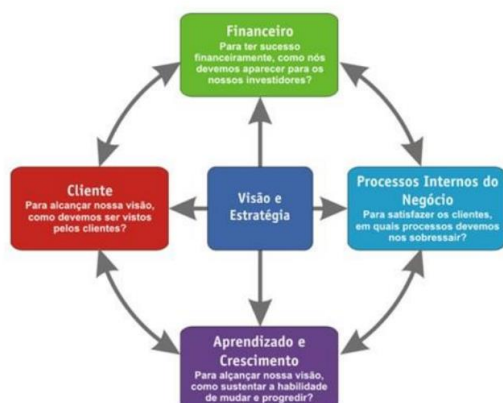 Financeiro
Para ter sucesso
financeiramente, como nós
devemos aparecer para os
nossos investidores?
Cliente
Para alcançar nossa visão,
como devemos ser vistos
pelos clientes?
Visão e
Estratégia
Processos Internos do
Negócio
Para satisfazer os clientes,
em quais processos devemos
nos sobressair?
Aprendizado e
Crescimento
Para alçançar nossa visão,
como sustentar a habilidade
de mudar e progredir?